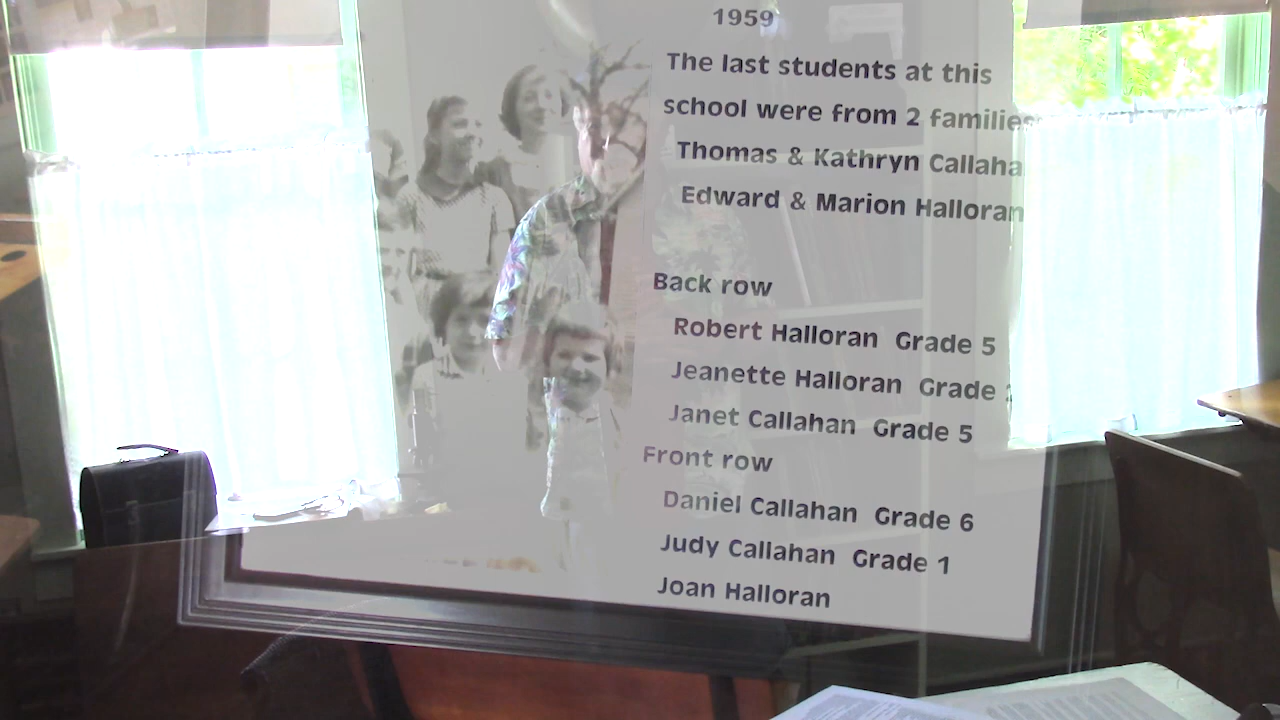 1959
The last students at this
school were from 2 families
Thomas & Kathryn Callaha
Edward & Marion Halloran
Back row
Robert Halloran Grade 5
Jeanette Halloran Grade
Janet Callahan Grade 5
Front row
Daniel Callahan Grade 6
Judy Callahan Grade 1
Joan Halloran